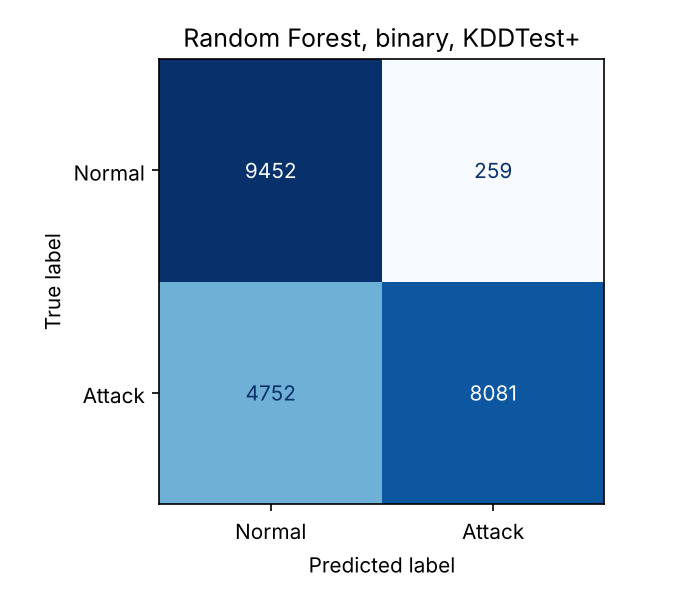 Random Forest, binary, KDDTest+
Normal
9452
259
True label
Attack
4752
8081
Normal
Attack
Predicted label